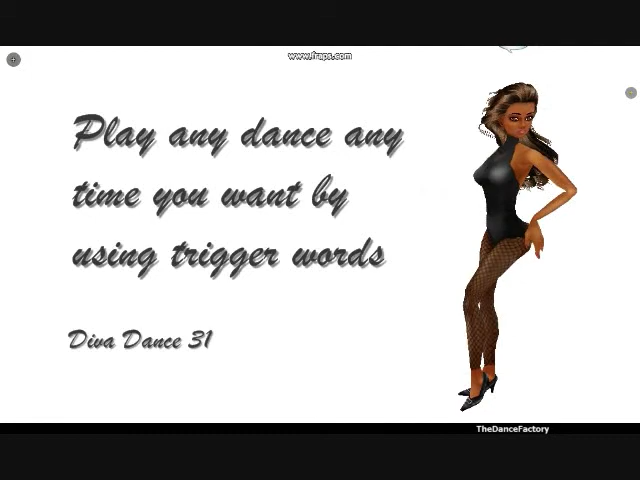 www.fraps.com
Play any dance any
time you want by
using trigger words
Diva Dance 31
TheDanceFactory